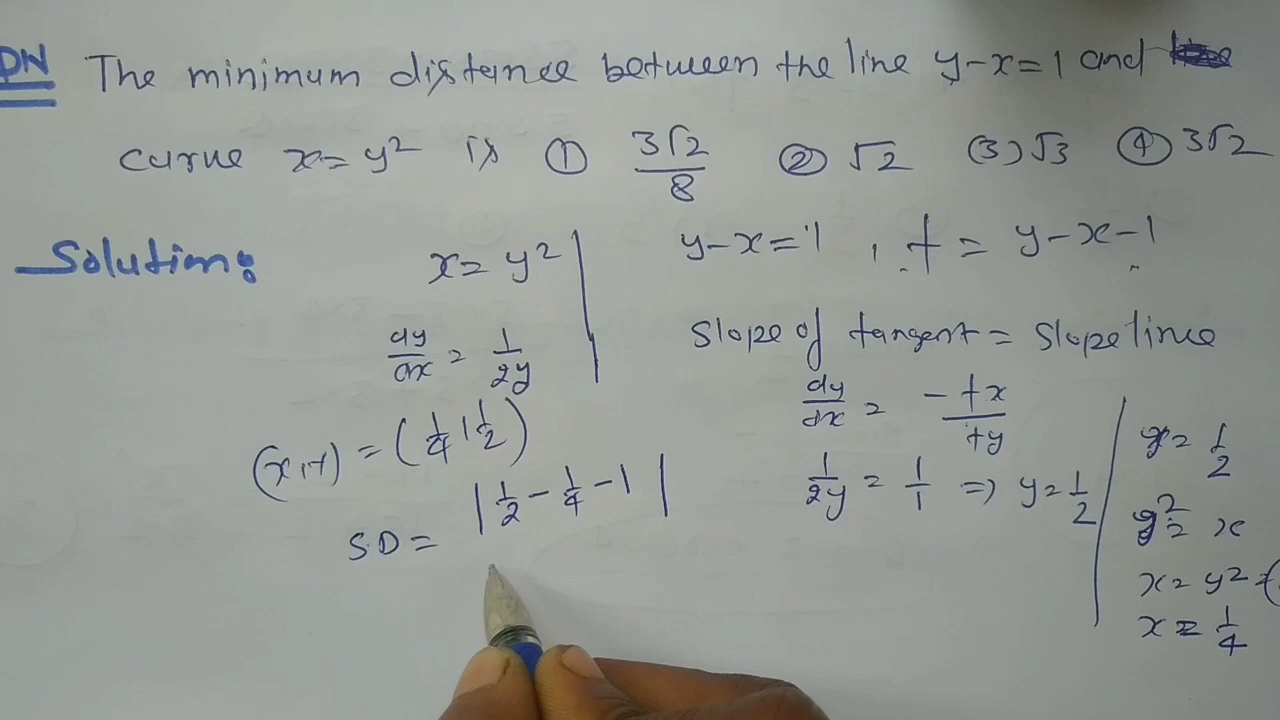 QN The minimum distance between the line y-x=1 and
curve x=y² is ① 3√2/8 ② √2 (3) √3 ④ 3√2
Solution: x= y² y-x=1, f = y-x-1
dy/dx = 1/2y Slope of tangent = Slope line
dy/dx = -fx/fy
(x,y) = (1/4, 1/2) y= 1/2
1/2y = 1/1 => y= 1/2
SD= |1/2 - 1/4 - 1| y²= x
x= y² =(
x= 1/4